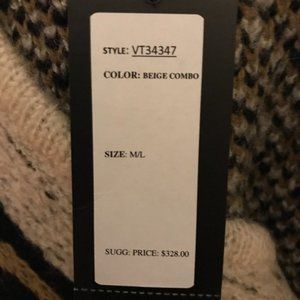 STYLE: VT34347
COLOR: BEIGE COMBO
SIZE: M/L
SUGG: PRICE: $328.00